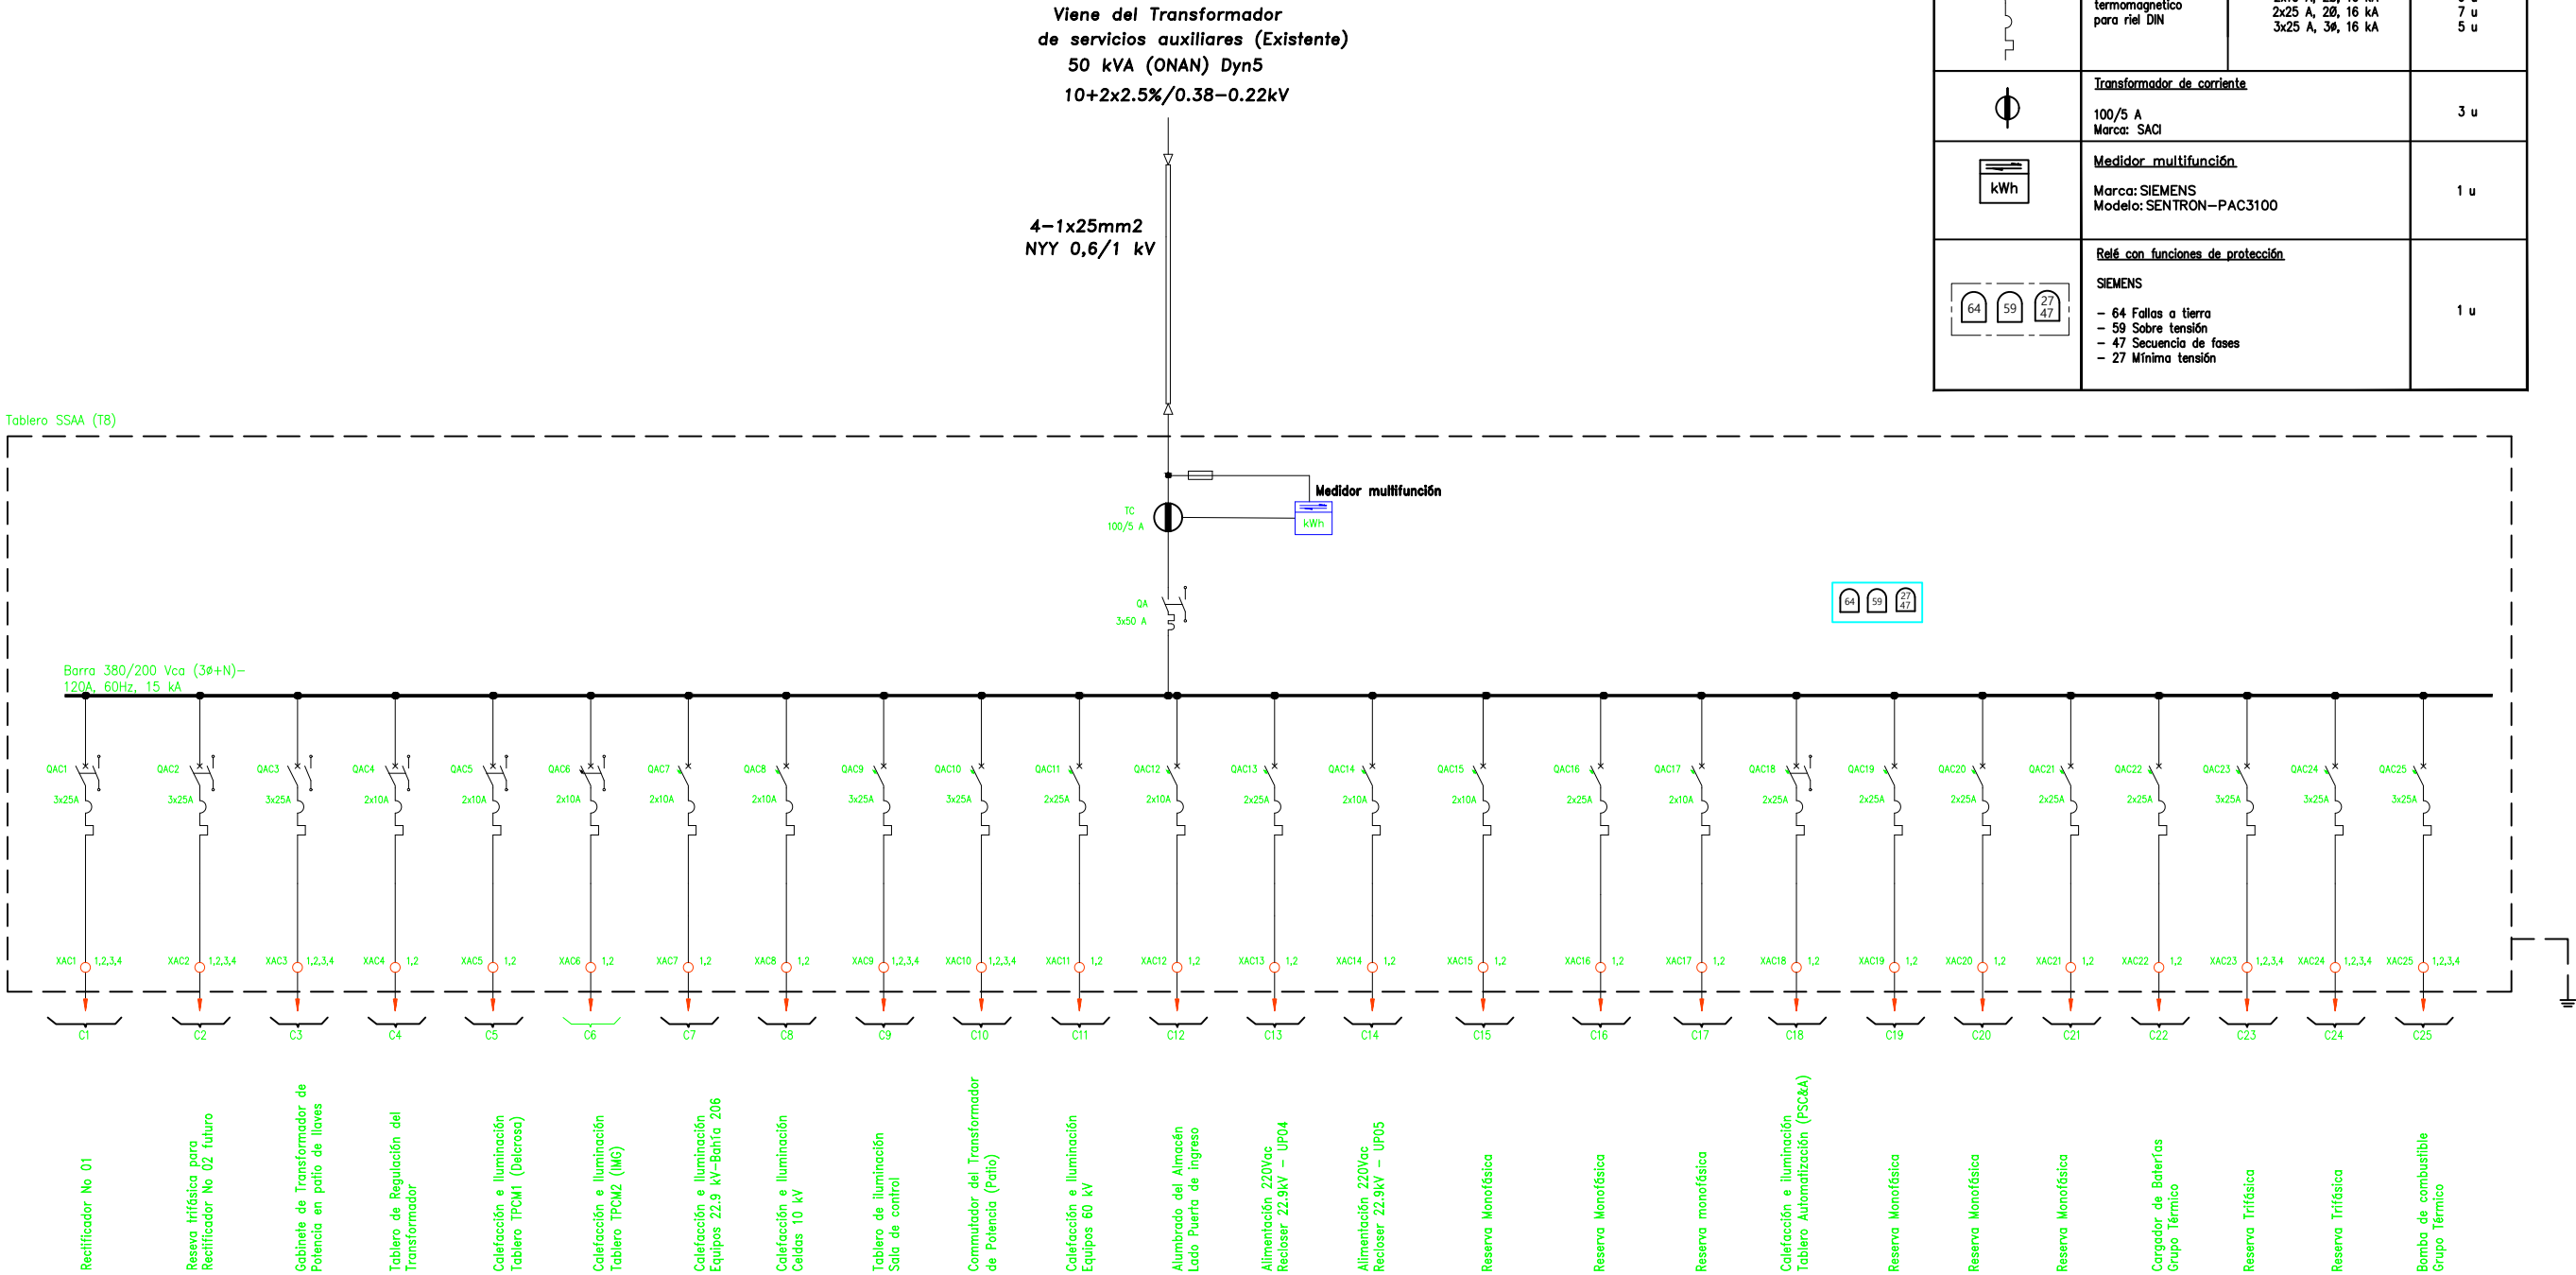 Viene del Transformador
de servicios auxiliares (Existente)
50 kVA (ONAN) Dyn5
10+2x2.5%/0.38-0.22kV
4-1x25mm2
NYY 0,6/1 kV
termomagnetico
para riel DIN
2x25 A, 2Ø, 16 kA
3x25 A, 3ø, 16 kA
7 u
5 u
Transformador de corriente
100/5 A
Marca: SACI
3 u
kWh
Medidor multifunción
Marca: SIEMENS
Modelo: SENTRON-PAC3100
1 u
64 59 27 47
Relé con funciones de protección
SIEMENS
- 64 Fallas a tierra
- 59 Sobre tensión
- 47 Secuencia de fases
- 27 Mínima tensión
1 u
Tablero SSAA (T8)
Medidor multifunción
kWh
TC
100/5 A
QA
3x50 A
64 59 27 47
Barra 380/200 Vca (3ø+N)-
120A, 60Hz, 15 kA
QAC1 QAC2 QAC3 QAC4 QAC5 QAC6 QAC7 QAC8 QAC9 QAC10 QAC11 QAC12 QAC13 QAC14 QAC15 QAC16 QAC17 QAC18 QAC19 QAC20 QAC21 QAC22 QAC23 QAC24 QAC25
3x25A 3x25A 3x25A 2x10A 2x10A 2x10A 2x10A 2x10A 3x25A 3x25A 2x25A 2x10A 2x25A 2x10A 2x10A 2x25A 2x10A 2x25A 2x25A 2x25A 2x25A 2x25A 3x25A 3x25A 3x25A
XAC1 1,2,3,4 XAC2 1,2,3,4 XAC3 1,2,3,4 XAC4 1,2 XAC5 1,2 XAC6 1,2 XAC7 1,2 XAC8 1,2 XAC9 1,2,3,4 XAC10 1,2,3,4 XAC11 1,2 XAC12 1,2 XAC13 1,2 XAC14 1,2 XAC15 1,2 XAC16 1,2 XAC17 1,2 XAC18 1,2 XAC19 1,2 XAC20 1,2 XAC21 1,2 XAC22 1,2 XAC23 1,2,3,4 XAC24 1,2,3,4 XAC25 1,2,3,4
C1 C2 C3 C4 C5 C6 C7 C8 C9 C10 C11 C12 C13 C14 C15 C16 C17 C18 C19 C20 C21 C22 C23 C24 C25
Rectificador No 01
Reseva trifásica para
Rectificador No 02 futuro
Gabinete de Transformador de
Potencia en patio de llaves
Tablero de Regulación del
Transformador
Calefacción e Iluminación
Tablero TPCM1 (Delcrosa)
Calefacción e Iluminación
Tablero TPCM2 (IMG)
Calefacción e Iluminación
Equipos 22.9 kV-Bahía 206
Calefacción e Iluminación
Celdas 10 kV
Tablero de iluminación
Sala de control
Commutador del Transformador
de Potencia (Patio)
Calefacción e Iluminación
Equipos 60 kV
Alumbrado del Almacén
Lado Puerta de ingreso
Alimentación 220Vac
Recloser 22.9kV - UP04
Alimentación 220Vac
Recloser 22.9kV - UP05
Reserva Monofásica
Reserva Monofásica
Reserva monofásica
Calefacción e iluminación
Tablero Automatización (PSC&A)
Reserva Monofásica
Reserva Monofásica
Reserva Monofásica
Cargador de Baterías
Grupo Térmico
Reserva Trifásica
Reserva Trifásica
Bomba de combustible
Grupo Térmico